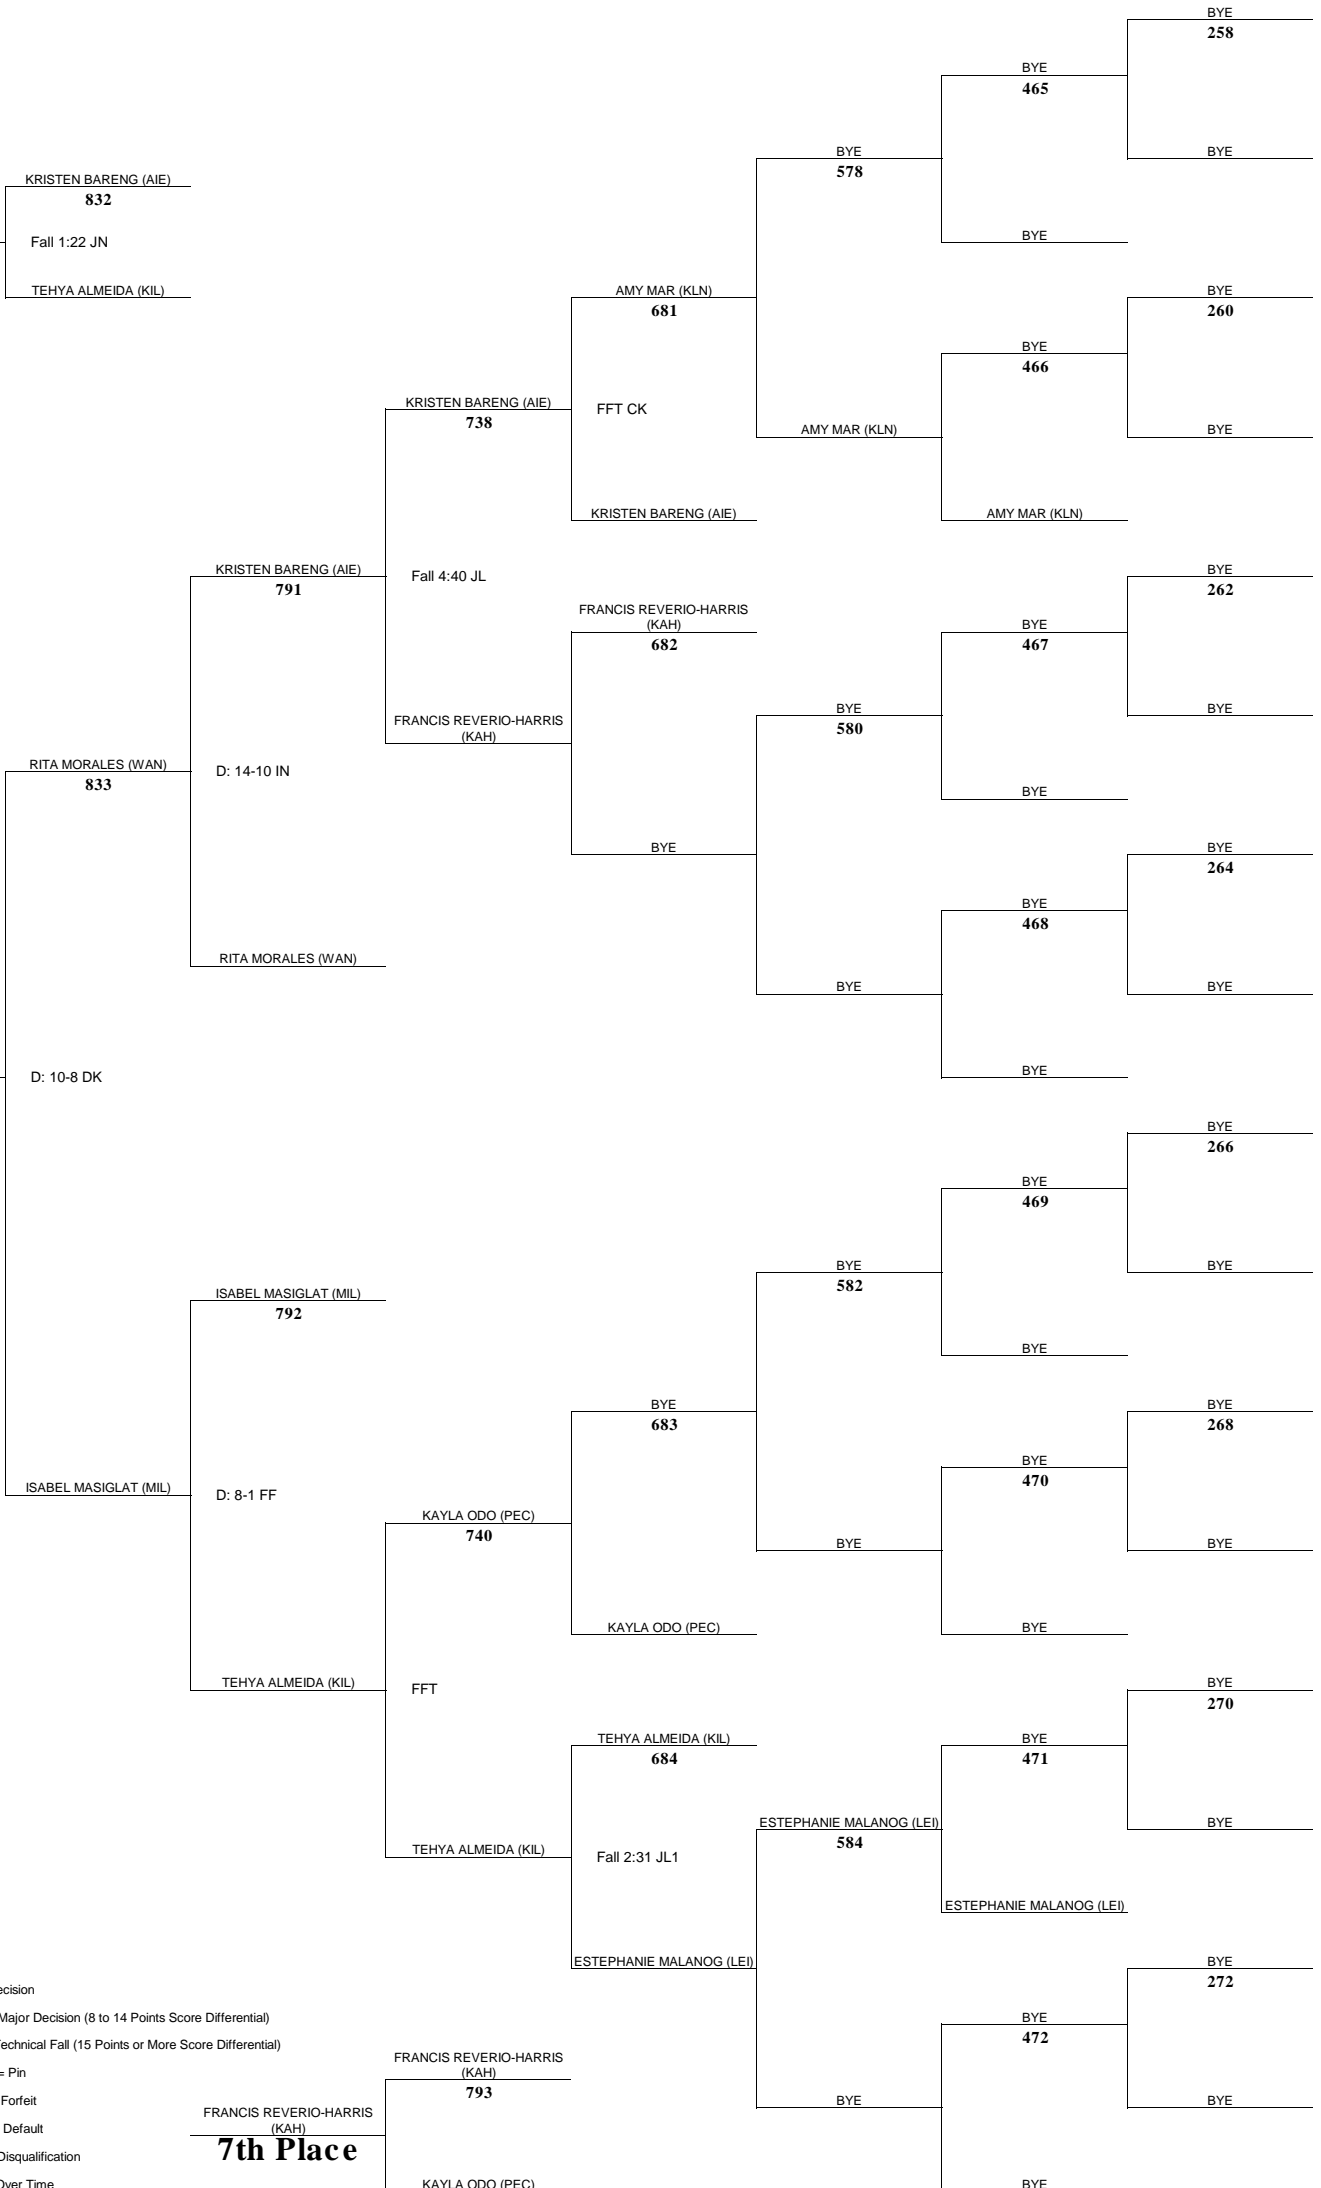 BYE
258
BYE
465
BYE
578
BYE
KRISTEN BARENG (AIE)
832
Fall 1:22 JN
BYE
TEHYA ALMEIDA (KIL)
AMY MAR (KLN)
681
BYE
260
BYE
466
KRISTEN BARENG (AIE)
738
FFT CK
AMY MAR (KLN)
BYE
KRISTEN BARENG (AIE)
AMY MAR (KLN)
KRISTEN BARENG (AIE)
791
Fall 4:40 JL
BYE
262
FRANCIS REVERIO-HARRIS
(KAH)
682
BYE
467
FRANCIS REVERIO-HARRIS
(KAH)
BYE
580
BYE
RITA MORALES (WAN)
833
D: 14-10 IN
BYE
BYE
BYE
264
BYE
468
RITA MORALES (WAN)
BYE
BYE
D: 10-8 DK
BYE
BYE
266
BYE
469
BYE
582
BYE
ISABEL MASIGLAT (MIL)
792
BYE
BYE
683
BYE
268
BYE
470
ISABEL MASIGLAT (MIL)
D: 8-1 FF
KAYLA ODO (PEC)
740
BYE
BYE
KAYLA ODO (PEC)
BYE
TEHYA ALMEIDA (KIL)
FFT
BYE
270
TEHYA ALMEIDA (KIL)
684
BYE
471
ESTEPHANIE MALANOG (LEI)
584
BYE
TEHYA ALMEIDA (KIL)
Fall 2:31 JL1
ESTEPHANIE MALANOG (LEI)
ESTEPHANIE MALANOG (LEI)
BYE
272
ecision
Major Decision (8 to 14 Points Score Differential)
BYE
472
echnical Fall (15 Points or More Score Differential)
FRANCIS REVERIO-HARRIS
(KAH)
793
= Pin
Forfeit
BYE
BYE
FRANCIS REVERIO-HARRIS
(KAH)
7th Place
Default
Disqualification
Over Time
KAYLA ODO (PEC)
BYE